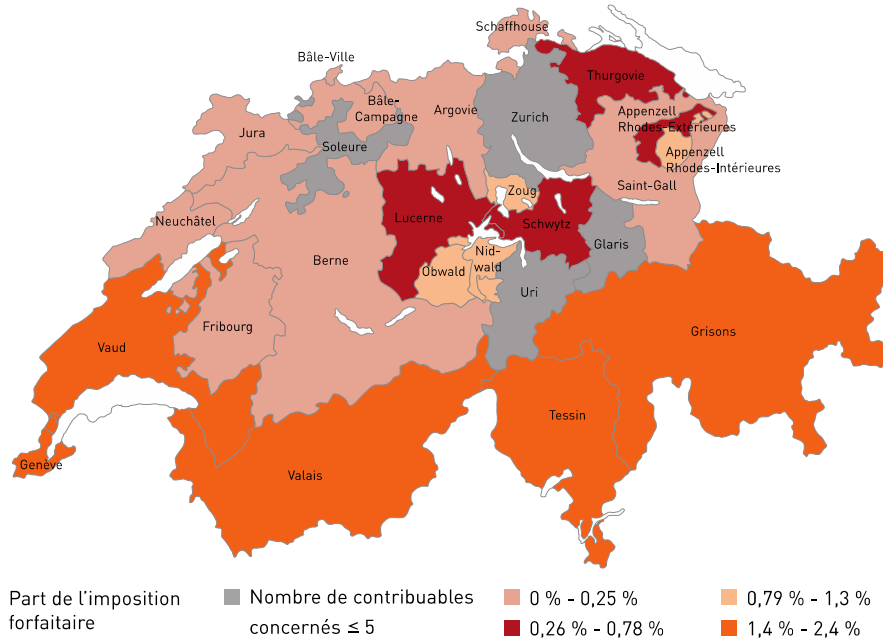 Schaffhouse
Bâle-Ville
Thurgovie
Bâle-
Campagne
Argovie
Zurich
Appenzell
Rhodes-Extérieures
Jura
Soleure
Appenzell
Rhodes-Intérieures
Zoug
Saint-Gall
Neuchâtel
Lucerne
Schwytz
Glaris
Berne
Nid-
wald
Obwald
Uri
Fribourg
Grisons
Vaud
Tessin
Genève
Valais
Part de l'imposition
forfaitaire
Nombre de contribuables
concernés ≤ 5
0 % - 0,25 %
0,26 % - 0,78 %
0,79 % - 1,3 %
1,4 % - 2,4 %